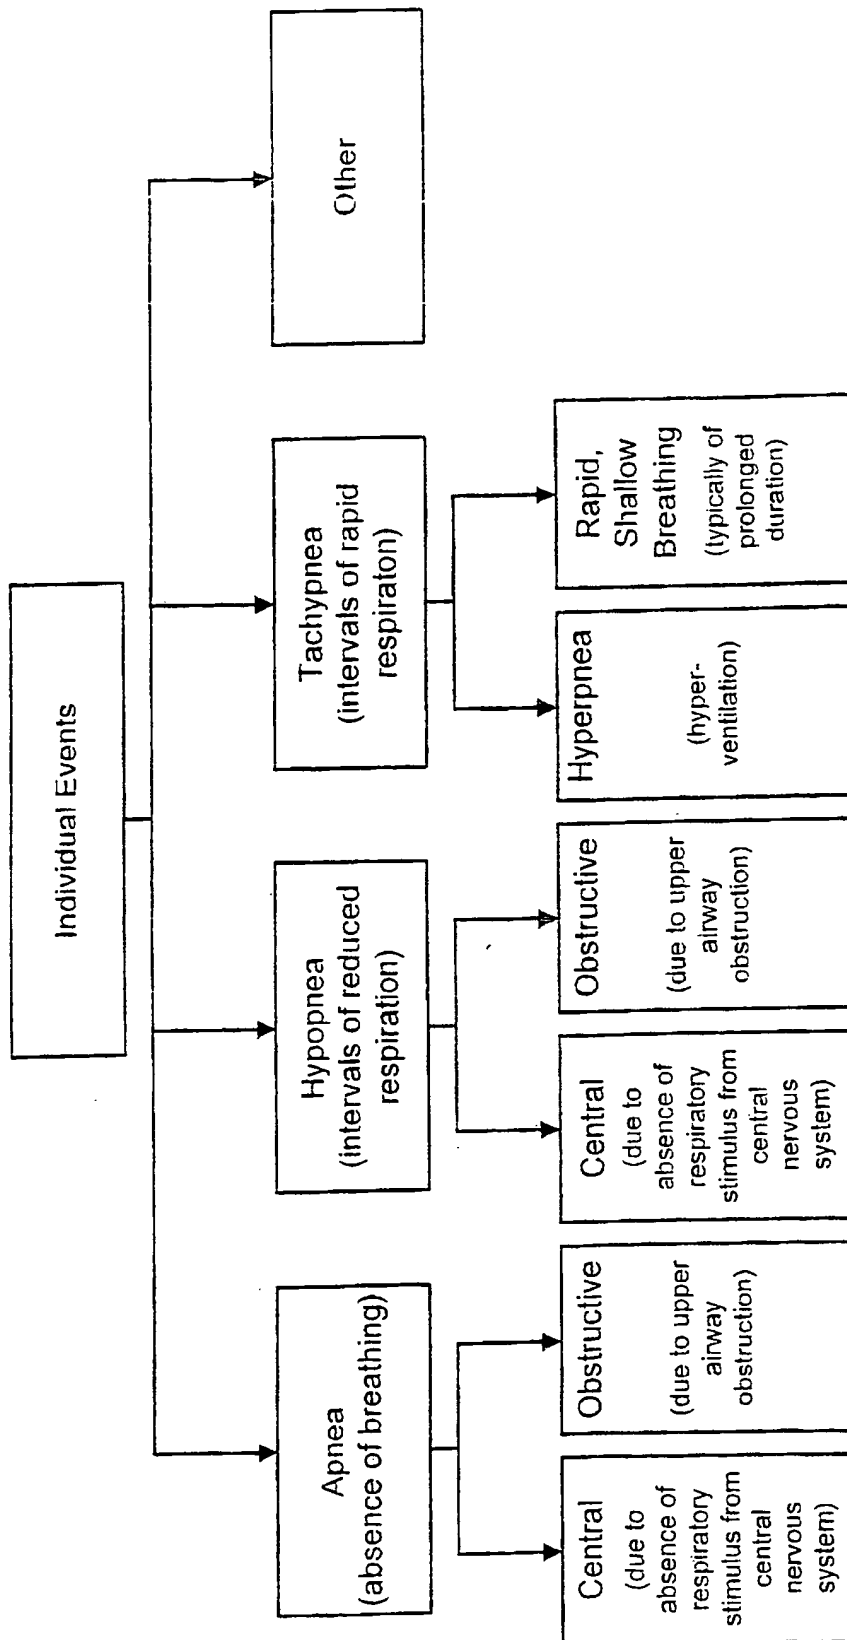 Individual Events
Apnea
(absence of breathing)
Hypopnea
(intervals of reduced
respiration)
Tachypnea
(intervals of rapid
respiraton)
Other
Central
(due to
absence of
respiratory
stimulus from
central
nervous
system)
Obstructive
(due to upper
airway
obstruction)
Central
(due to
absence of
respiratory
stimulus from
central
nervous
system)
Obstructive
(due to upper
airway
obstruction)
Hyperpnea
(hyper-
ventilation)
Rapid,
Shallow
Breathing
(typically of
prolonged
duration)